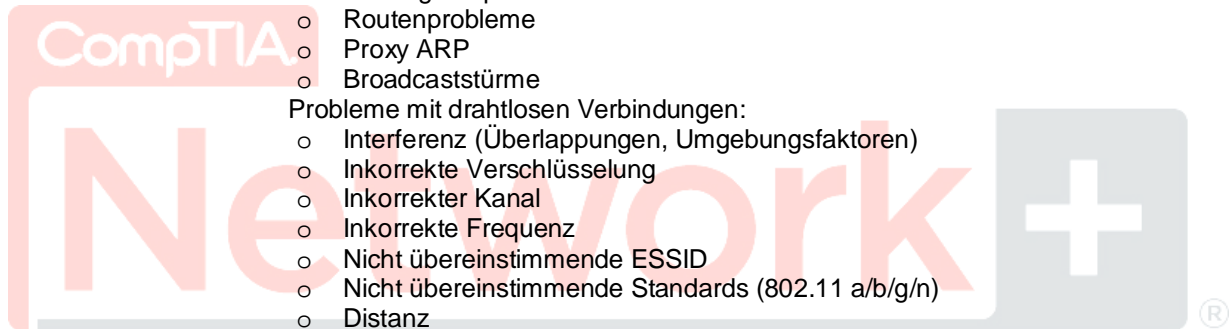 o Routenprobleme
o Proxy ARP
o Broadcaststürme
Probleme mit drahtlosen Verbindungen:
o Interferenz (Überlappungen, Umgebungsfaktoren)
o Inkorrekte Verschlüsselung
o Inkorrekter Kanal
o Inkorrekte Frequenz
o Nicht übereinstimmende ESSID
o Nicht übereinstimmende Standards (802.11 a/b/g/n)
o Distanz
CompTIA
Network+
®